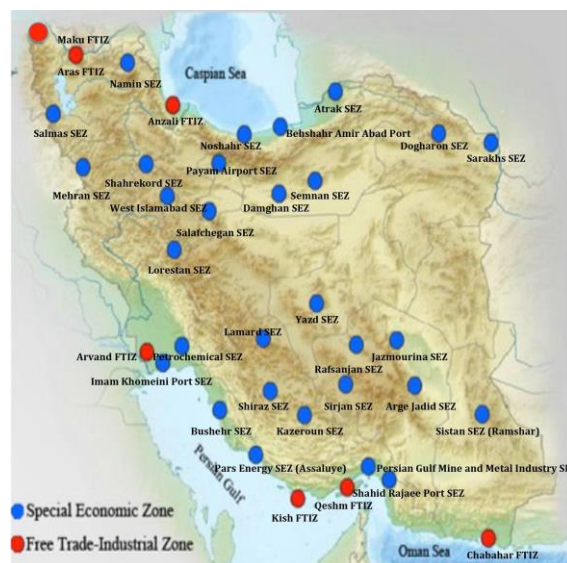 Maku FTIZ
Aras FTIZ
Namin SEZ
Caspian Sea
Atrak SEZ
Anzali FTIZ
Salmas SEZ
Noshahr SEZ
Behshahr Amir Abad Port
Dogharon SEZ
Sarakhs SEZ
Payam Airport SEZ
Shahrekord SEZ
Mehran SEZ
Semnan SEZ
Damghan SEZ
West Islamabad SEZ
Salafchegan SEZ
Lorestan SEZ
Yazd SEZ
Lamard SEZ
Arvand FTIZ
Petrochemical SEZ
Jazmourina SEZ
Rafsanjan SEZ
Imam Khomeini Port SEZ
Shiraz SEZ
Sirjan SEZ
Arge Jadid SEZ
Bushehr SEZ
Kazeroun SEZ
Sistan SEZ (Ramshar)
Persian Gulf
Pars Energy SEZ (Assaluye)
Persian Gulf Mine and Metal Industry SE
Shahid Rajaee Port SEZ
Qeshm FTIZ
Kish FTIZ
Special Economic Zone
Free Trade-Industrial Zone
Oman Sea
Chabahar FTIZ